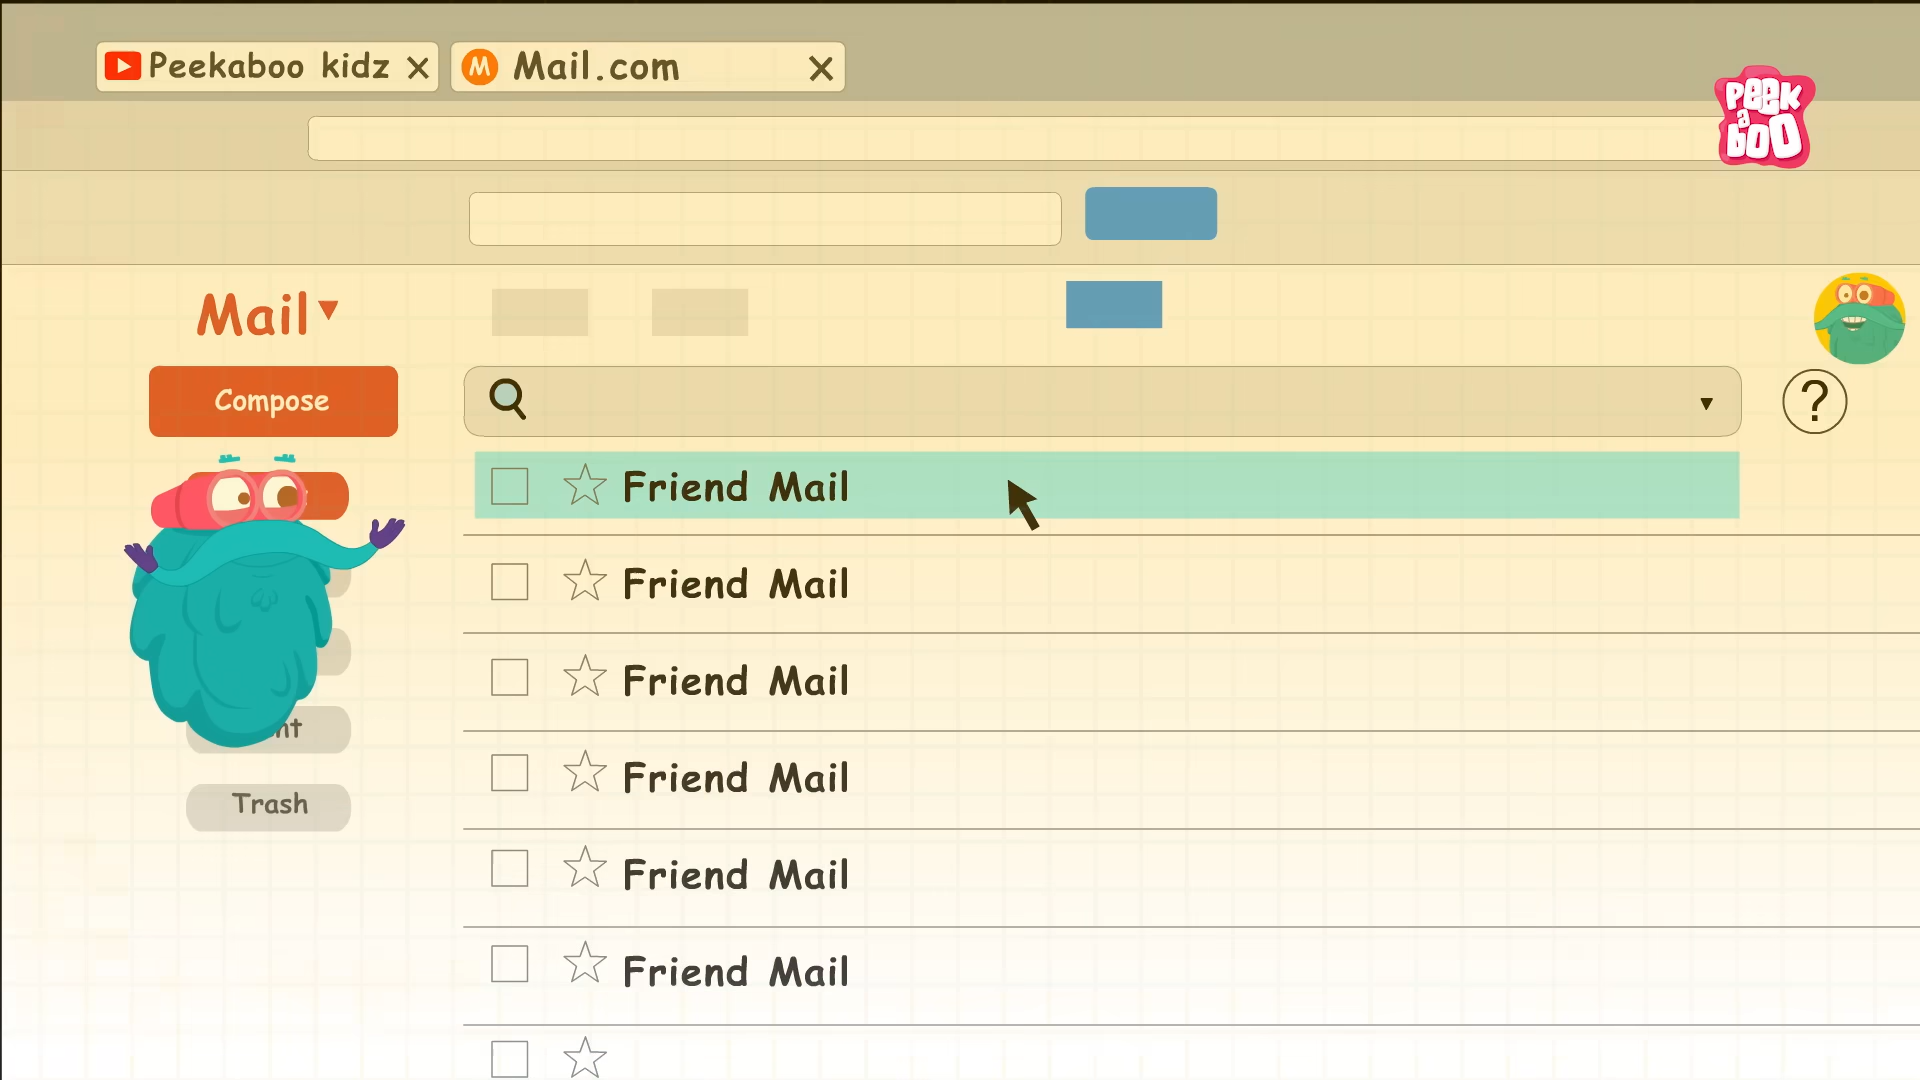 Peekaboo kidz
Mail.com
PEEK
a
BOO
Mail
Compose
?
Friend Mail
Friend Mail
Friend Mail
Friend Mail
Friend Mail
Friend Mail
Trash